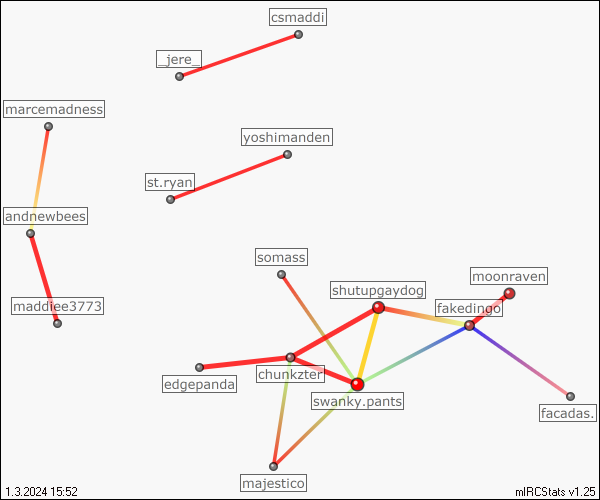 csmaddi
_jere_
marcemadness
yoshimanden
st.ryan
andnewbees
somass
moonraven
shutupgaydog
maddiee3773
fakedingo
chunkzter
edgepanda
swanky.pants
facadas.
majestico
1.3.2024 15:52
mIRCStats v1.25